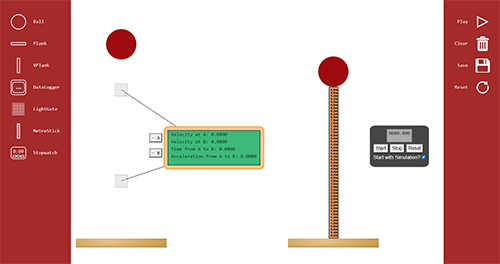 Ball
Plank
VPlank
DataLogger
LightGate
MetreStick
0:00
Stopwatch
- A
- B
Velocity at A: 0.0000
Velocity at B: 0.0000
Time from A to B: 0.0000
Acceleration from A to B: 0.0000
0000.000
Start Stop Reset
Start with Simulation?
Play
Clear
Save
Reset